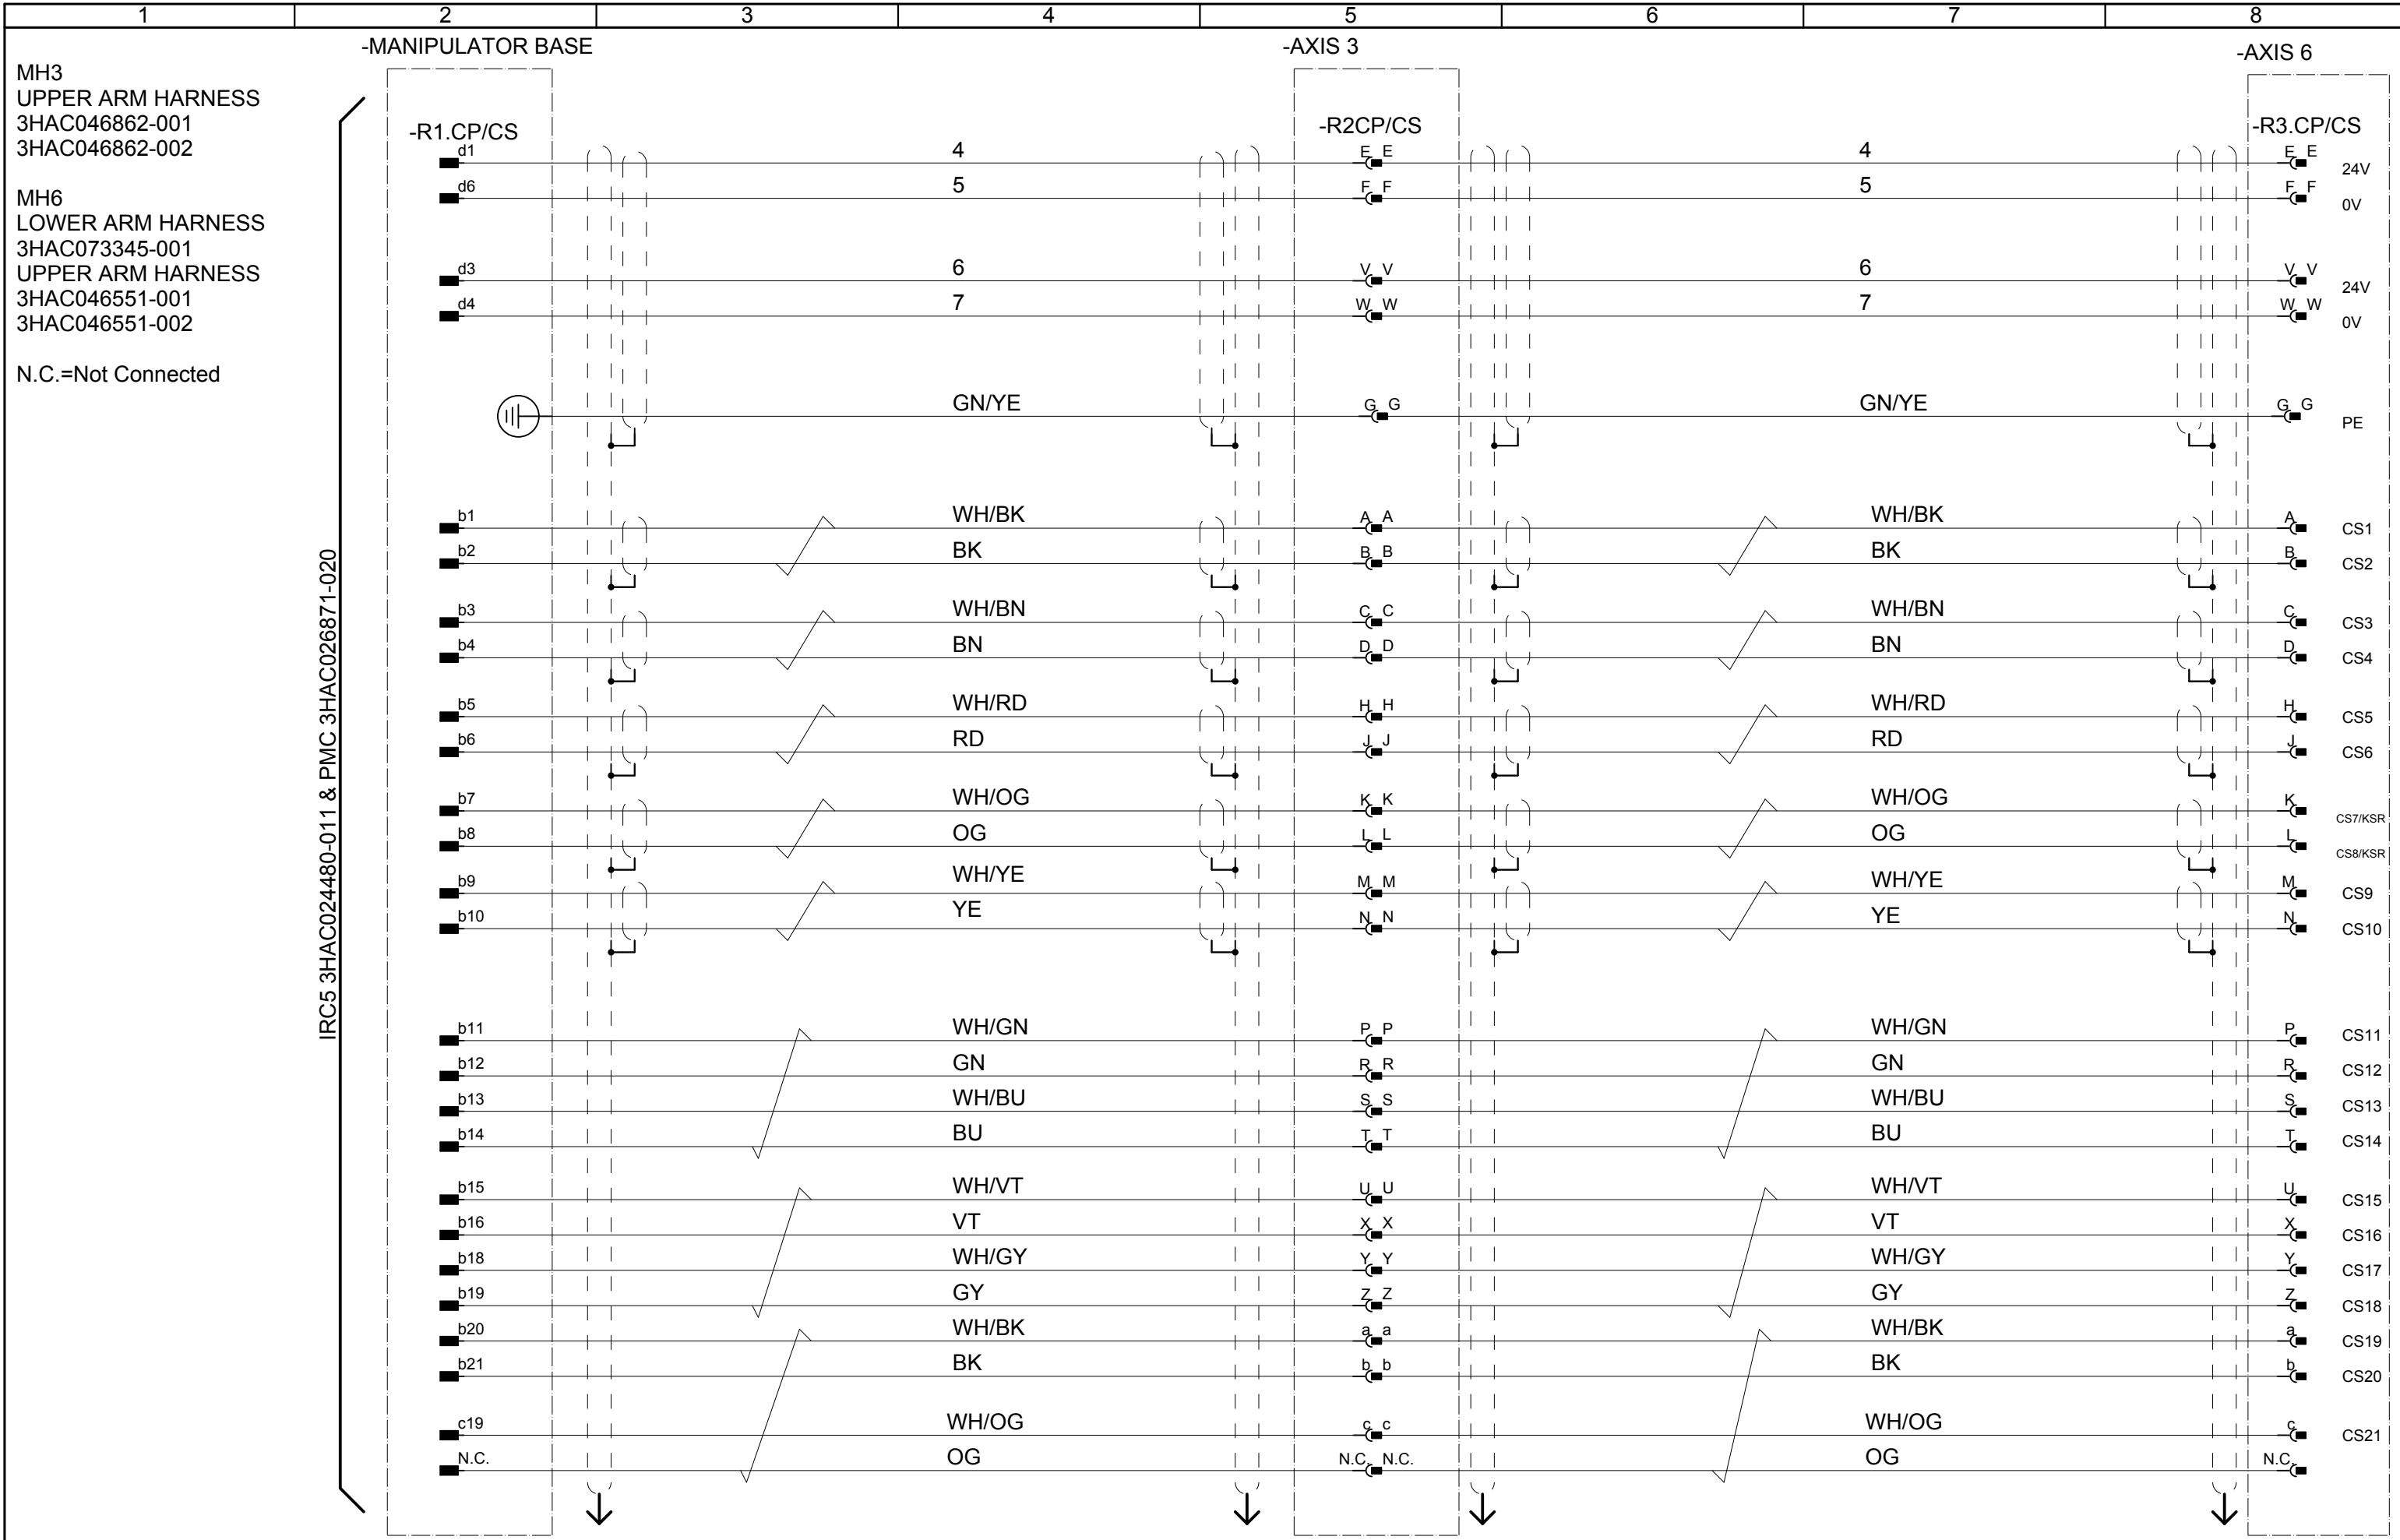 1 2 3 4 5 6 7 8
-MANIPULATOR BASE -AXIS 3 -AXIS 6
MH3
UPPER ARM HARNESS
3HAC046862-001
3HAC046862-002
MH6
LOWER ARM HARNESS
3HAC073345-001
UPPER ARM HARNESS
3HAC046551-001
3HAC046551-002
N.C.=Not Connected
IRC5 3HAC024480-011 & PMC 3HAC026871-020
-R1.CP/CS -R2CP/CS -R3.CP/CS
d1 4 E E 4 E E 24V
d6 5 F F 5 F F 0V
d3 6 V V 6 V V 24V
d4 7 W W 7 W W 0V
GN/YE G G GN/YE G G PE
b1 WH/BK A A WH/BK A CS1
b2 BK B B BK B CS2
b3 WH/BN C C WH/BN C CS3
b4 BN D D BN D CS4
b5 WH/RD H H WH/RD H CS5
b6 RD J J RD J CS6
b7 WH/OG K K WH/OG K CS7/KSR
b8 OG L L OG L CS8/KSR
b9 WH/YE M M WH/YE M CS9
b10 YE N N YE N CS10
b11 WH/GN P P WH/GN P CS11
b12 GN R R GN R CS12
b13 WH/BU S S WH/BU S CS13
b14 BU T T BU T CS14
b15 WH/VT U U WH/VT U CS15
b16 VT X X VT X CS16
b18 WH/GY Y Y WH/GY Y CS17
b19 GY Z Z GY Z CS18
b20 WH/BK a a WH/BK a CS19
b21 BK b b BK b CS20
c19 WH/OG c c WH/OG c CS21
N.C. OG N.C. N.C. OG N.C.